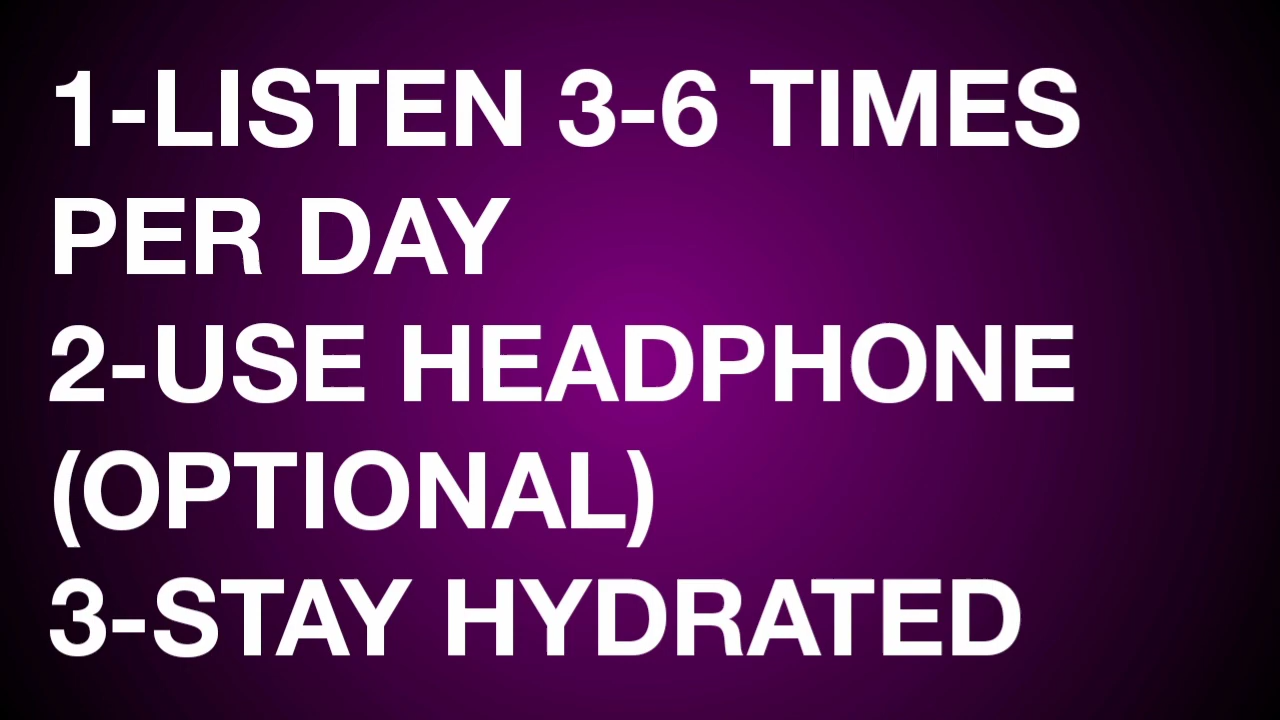 1-LISTEN 3-6 TIMES
PER DAY
2-USE HEADPHONE
(OPTIONAL)
3-STAY HYDRATED